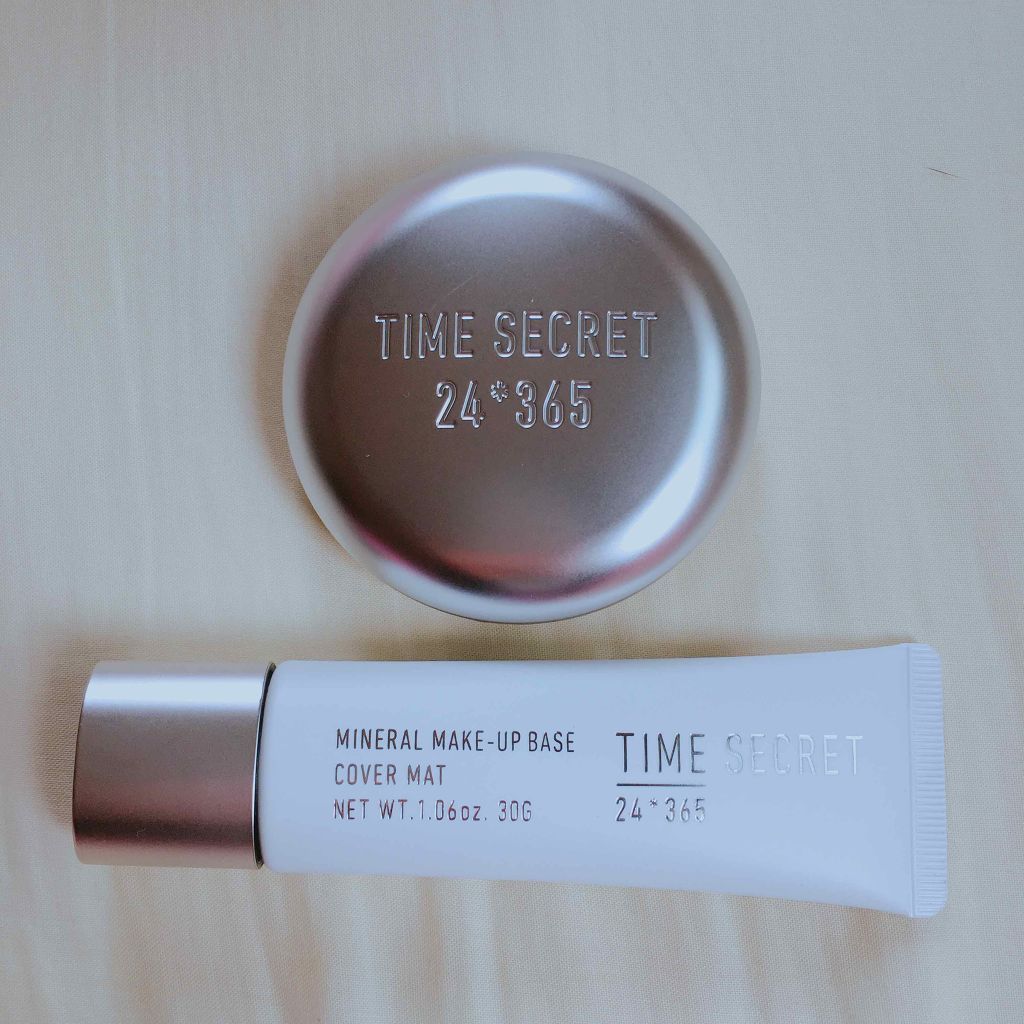 TIME SECRET
24*365
MINERAL MAKE-UP BASE
COVER MAT
NET WT.1.06oz. 30G
TIME SECRET
24*365